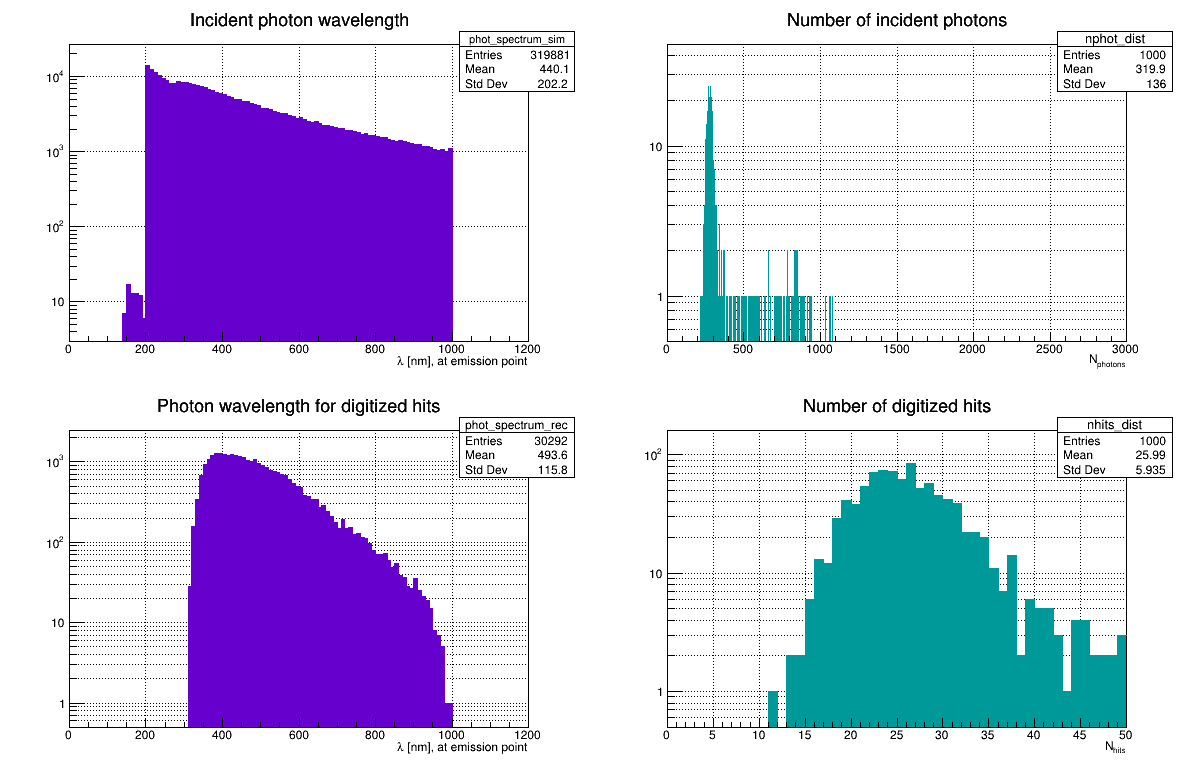 Incident photon wavelength
phot_spectrum_sim
Entries 319881
Mean 440.1
Std Dev 202.2
10^4
10^3
10^2
10
0 200 400 600 800 1000 1200
λ [nm], at emission point
Number of incident photons
nphot_dist
Entries 1000
Mean 319.9
Std Dev 136
10
1
0 500 1000 1500 2000 2500 3000
N_photons
Photon wavelength for digitized hits
phot_spectrum_rec
Entries 30292
Mean 493.6
Std Dev 115.8
10^3
10^2
10
1
0 200 400 600 800 1000 1200
λ [nm], at emission point
Number of digitized hits
nhits_dist
Entries 1000
Mean 25.99
Std Dev 5.935
10^2
10
1
0 5 10 15 20 25 30 35 40 45 50
N_hits